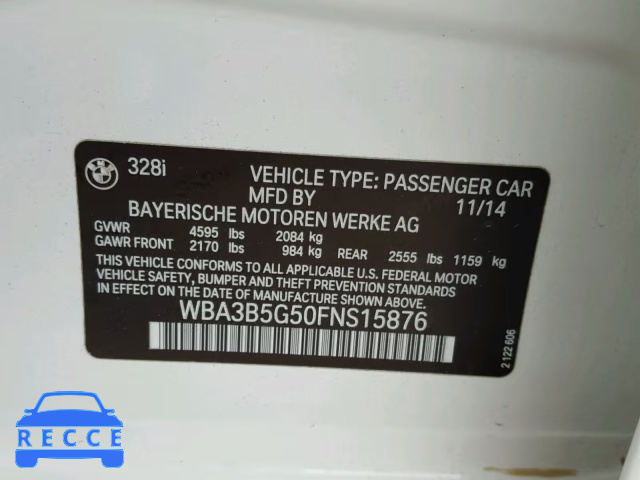 328i
VEHICLE TYPE: PASSENGER CAR
MFD BY 11/14
BAYERISCHE MOTOREN WERKE AG
GVWR 4595 lbs 2084 kg
GAWR FRONT 2170 lbs 984 kg REAR 2555 lbs 1159 kg
THIS VEHICLE CONFORMS TO ALL APPLICABLE U.S. FEDERAL MOTOR
VEHICLE SAFETY, BUMPER AND THEFT PREVENTION STANDARDS
IN EFFECT ON THE DATE OF MANUFACTURE SHOWN ABOVE.
WBA3B5G50FNS15876
2 122 606
RECCE